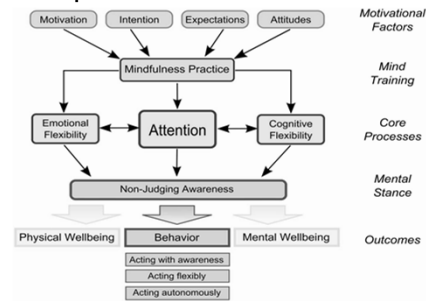 Motivation Intention Expectations Attitudes
Motivational
Factors
Mindfulness Practice
Mind
Training
Emotional
Flexibility
Attention
Cognitive
Flexibility
Core
Processes
Non-Judging Awareness
Mental
Stance
Physical Wellbeing Behavior Mental Wellbeing
Outcomes
Acting with awareness
Acting flexibly
Acting autonomously